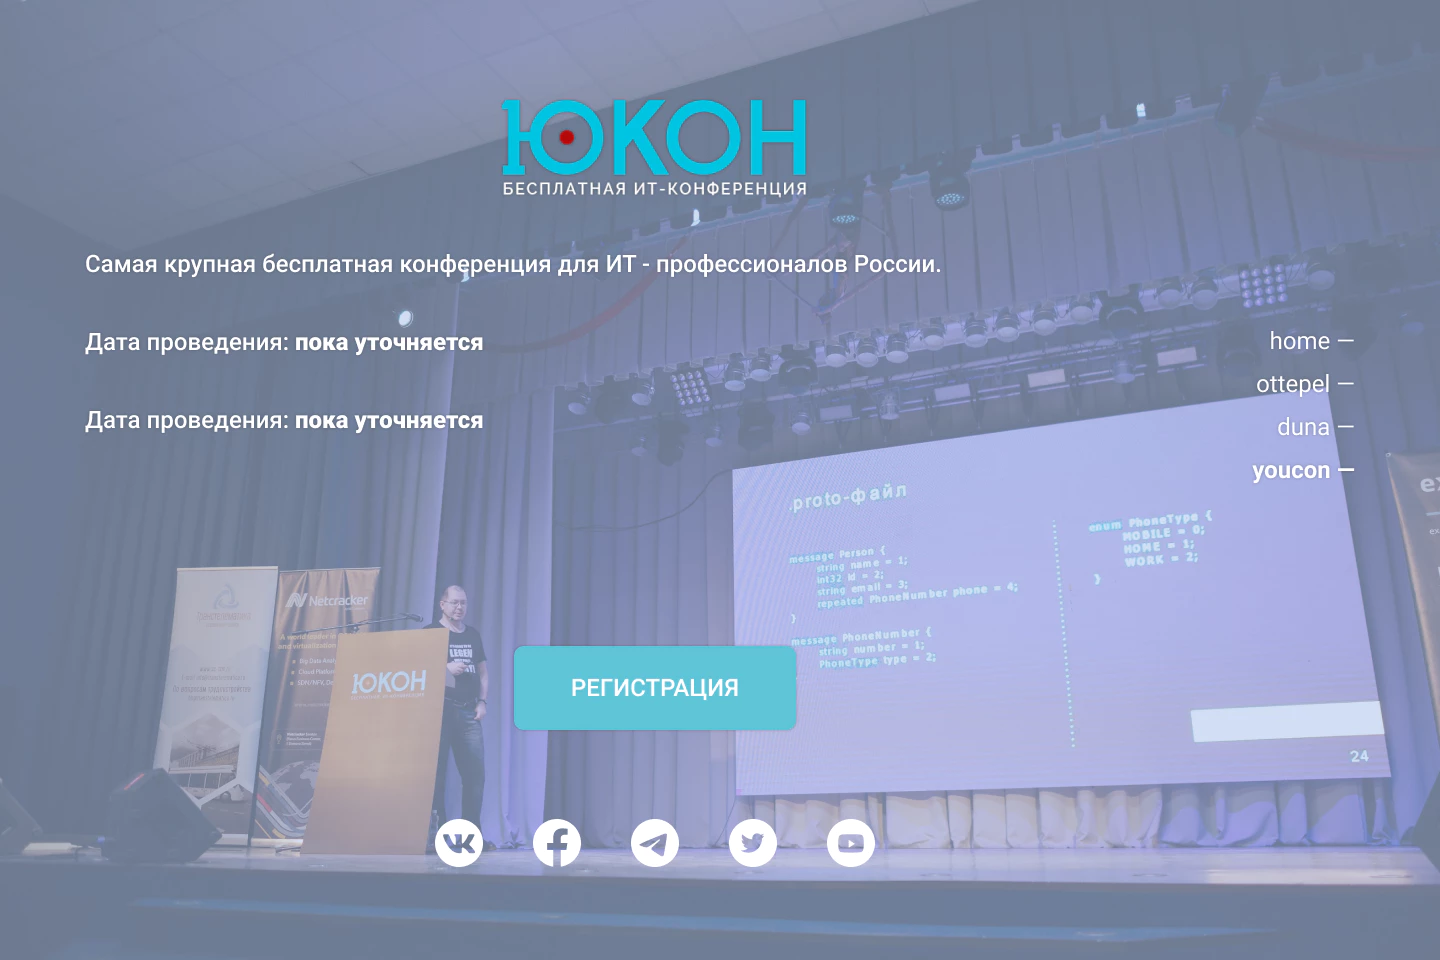 ЮКОН
БЕСПЛАТНАЯ ИТ-КОНФЕРЕНЦИЯ
Самая крупная бесплатная конференция для ИТ - профессионалов России.
Дата проведения: пока уточняется
Дата проведения: пока уточняется
home
ottepel
duna
youcon
.proto-файл
message Person {
string name = 1;
int32 id = 2;
string email = 3;
repeated PhoneNumber phone = 4;
}
message PhoneNumber {
string number = 1;
PhoneType type = 2;
enum PhoneType {
MOBILE = 0;
HOME = 1;
WORK = 2;
}
24
Netcracker
ЮКОН
LEBEN
РЕГИСТРАЦИЯ